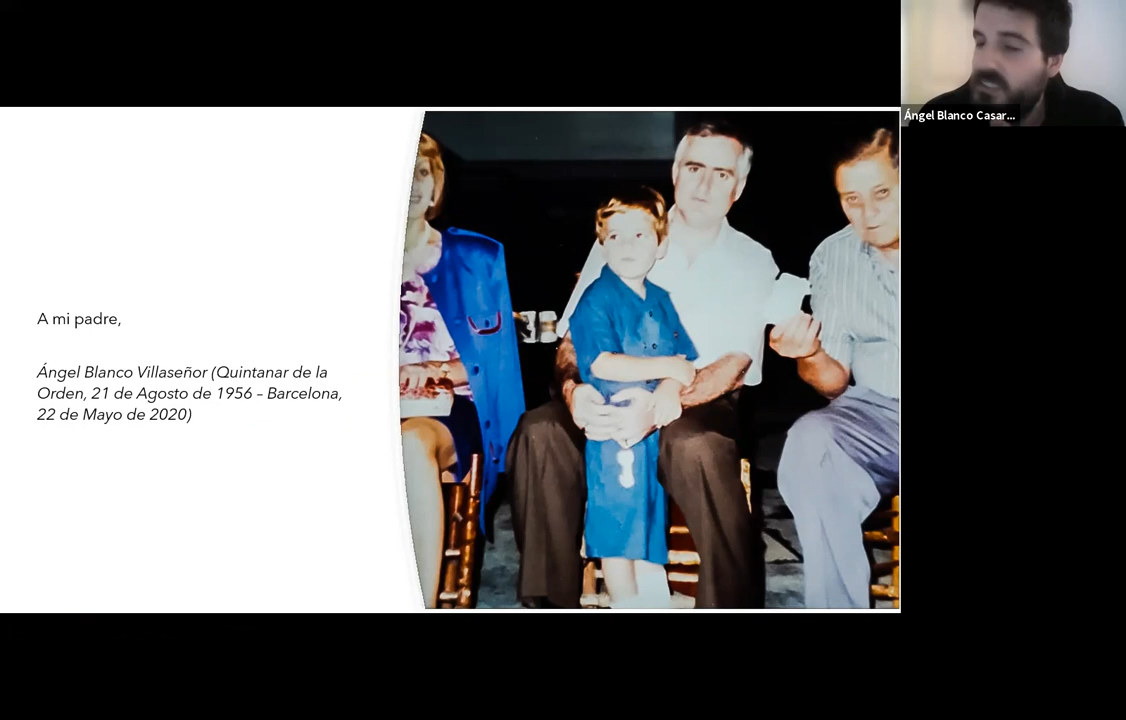 Ángel Blanco Casar...
A mi padre,
Ángel Blanco Villaseñor (Quintanar de la
Orden, 21 de Agosto de 1956 – Barcelona,
22 de Mayo de 2020)